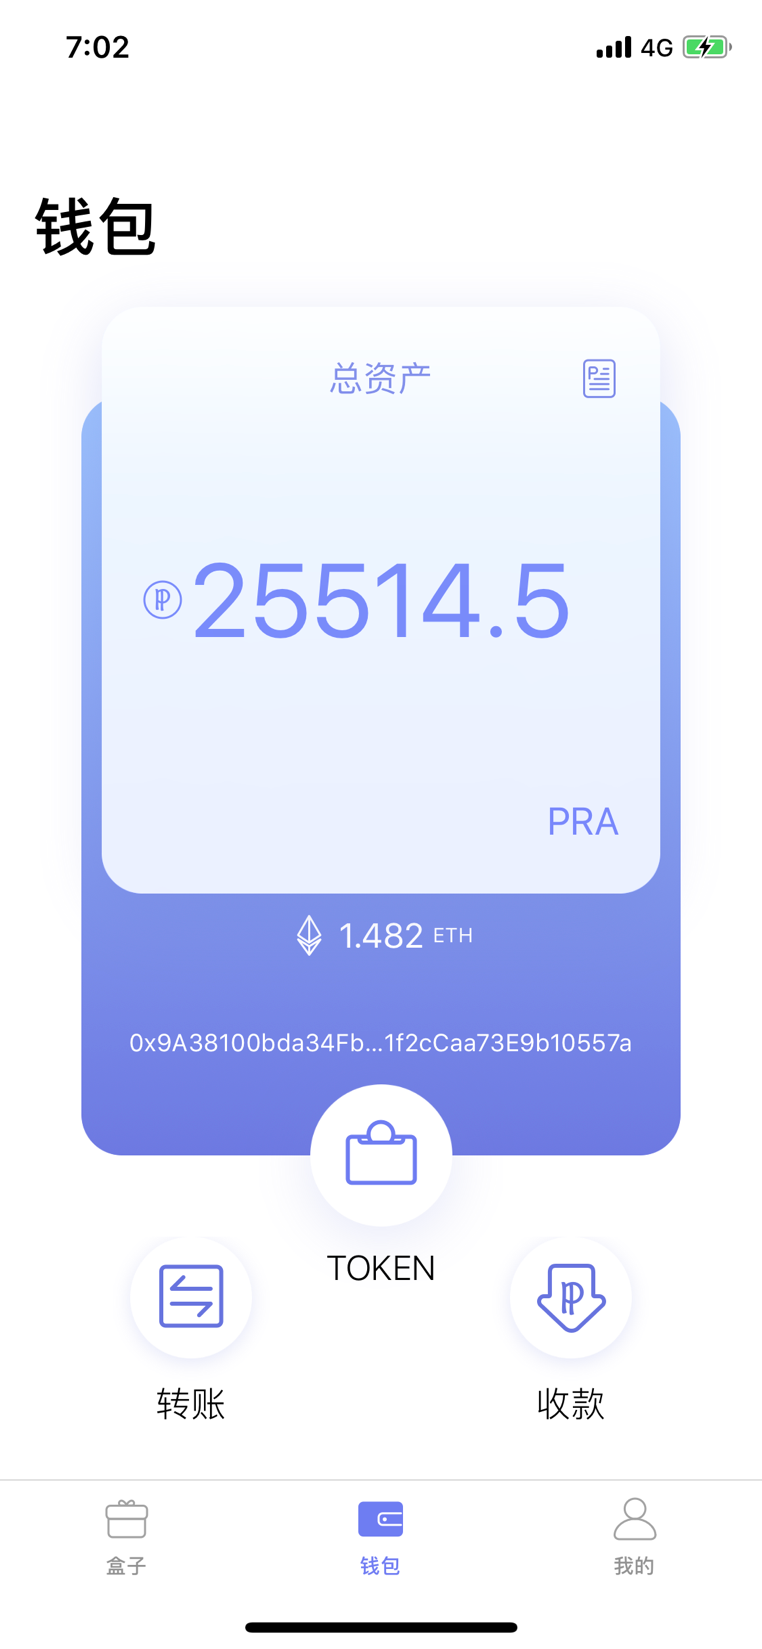 7:02
4G
钱包
总资产
25514.5
PRA
1.482 ETH
0x9A38100bda34Fb...1f2cCaa73E9b10557a
TOKEN
转账
收款
盒子
钱包
我的